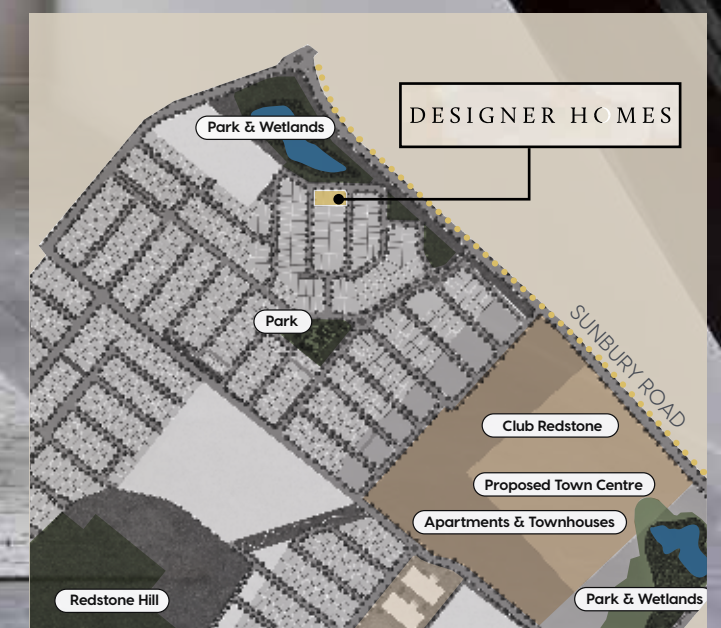 DESIGNER HOMES
Park & Wetlands
Park
SUNBURY ROAD
Club Redstone
Proposed Town Centre
Apartments & Townhouses
Redstone Hill
Park & Wetlands